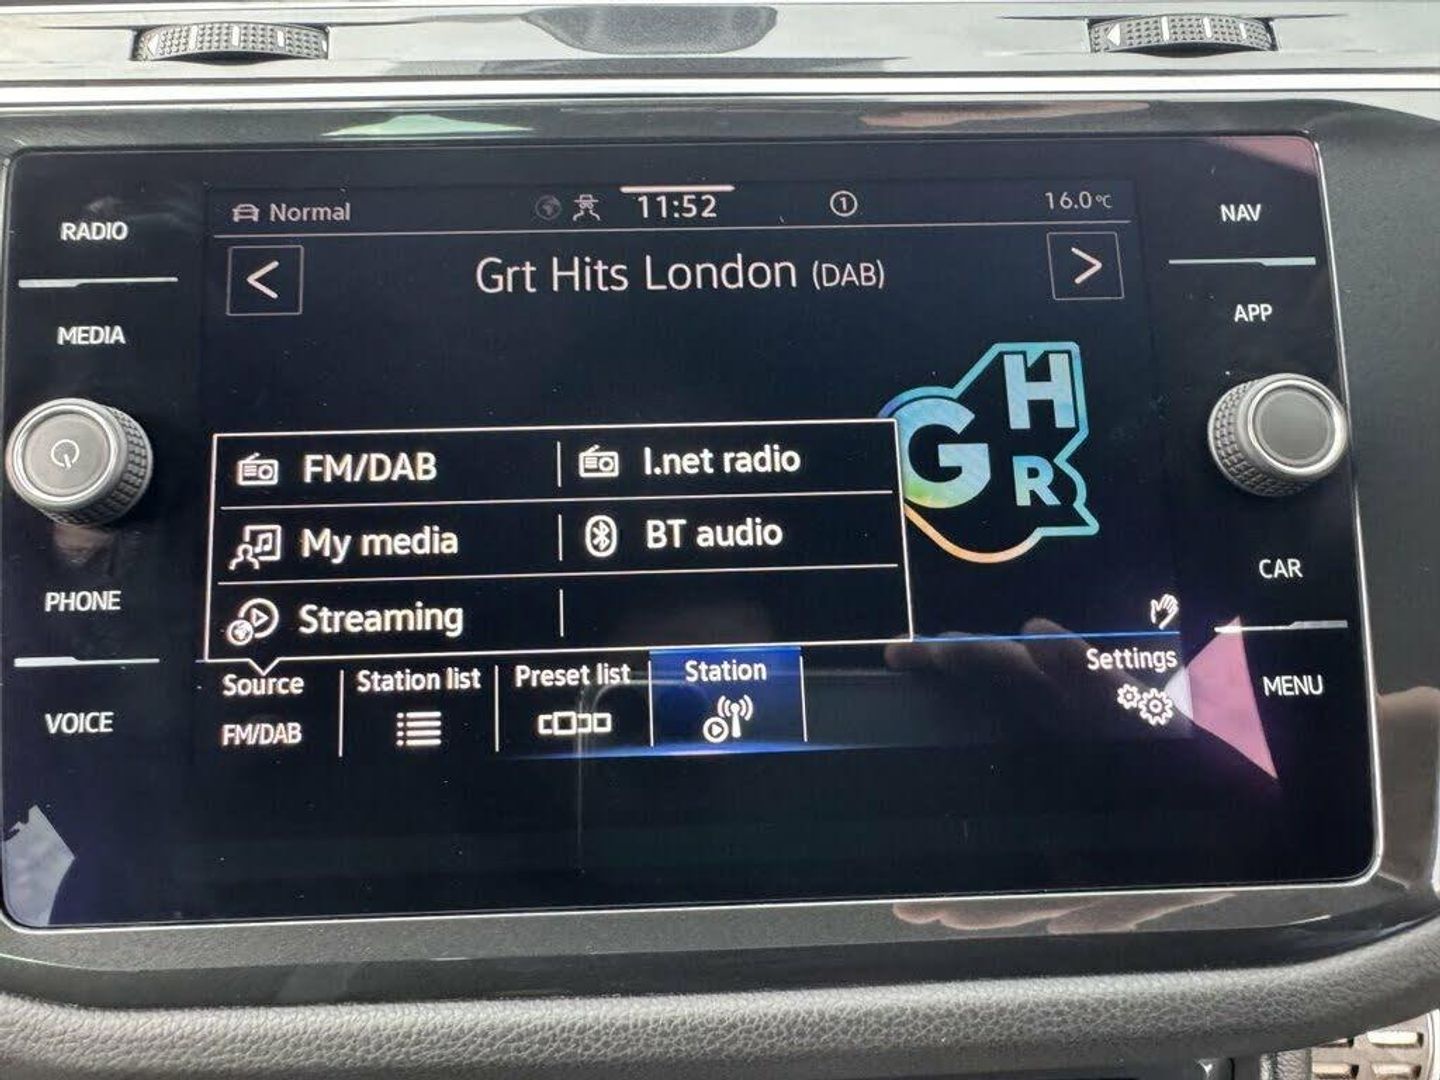 Normal
11:52
1
16.0°C
RADIO
MEDIA
PHONE
VOICE
Grt Hits London (DAB)
GHR
FM/DAB
I.net radio
My media
BT audio
Streaming
Source
FM/DAB
Station list
Preset list
Station
Settings
NAV
APP
CAR
MENU